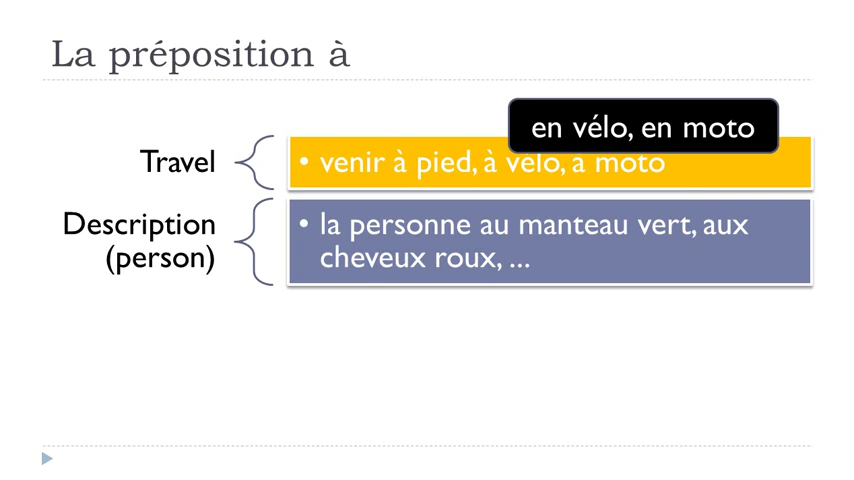 La préposition à
en vélo, en moto
Travel
• venir à pied, à vélo, à moto
Description
(person)
• la personne au manteau vert, aux
cheveux roux, ...